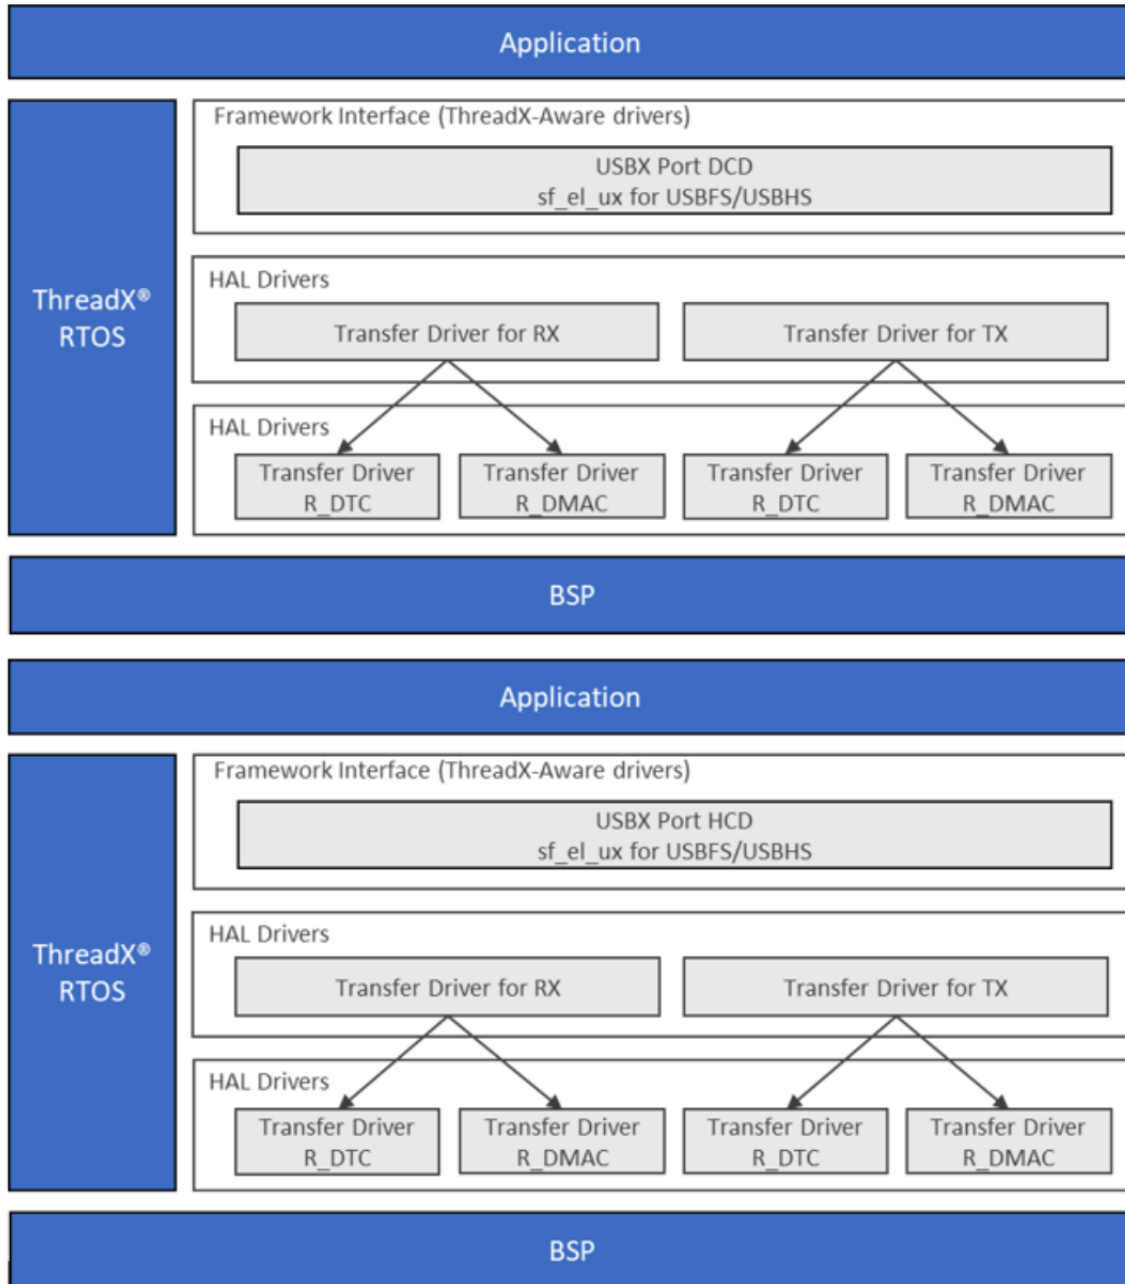 Application
Framework Interface (ThreadX-Aware drivers)
USBX Port DCD
sf_el_ux for USBFS/USBHS
ThreadX®
RTOS
HAL Drivers
Transfer Driver for RX
Transfer Driver for TX
HAL Drivers
Transfer Driver
R_DTC
Transfer Driver
R_DMAC
Transfer Driver
R_DTC
Transfer Driver
R_DMAC
BSP
Application
Framework Interface (ThreadX-Aware drivers)
USBX Port HCD
sf_el_ux for USBFS/USBHS
ThreadX®
RTOS
HAL Drivers
Transfer Driver for RX
Transfer Driver for TX
HAL Drivers
Transfer Driver
R_DTC
Transfer Driver
R_DMAC
Transfer Driver
R_DTC
Transfer Driver
R_DMAC
BSP